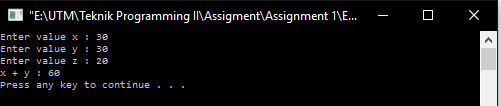 "E:\UTM\Teknik Programming II\Assigment\Assignment 1\E...
Enter value x : 30
Enter value y : 30
Enter value z : 20
x + y : 60
Press any key to continue . . .